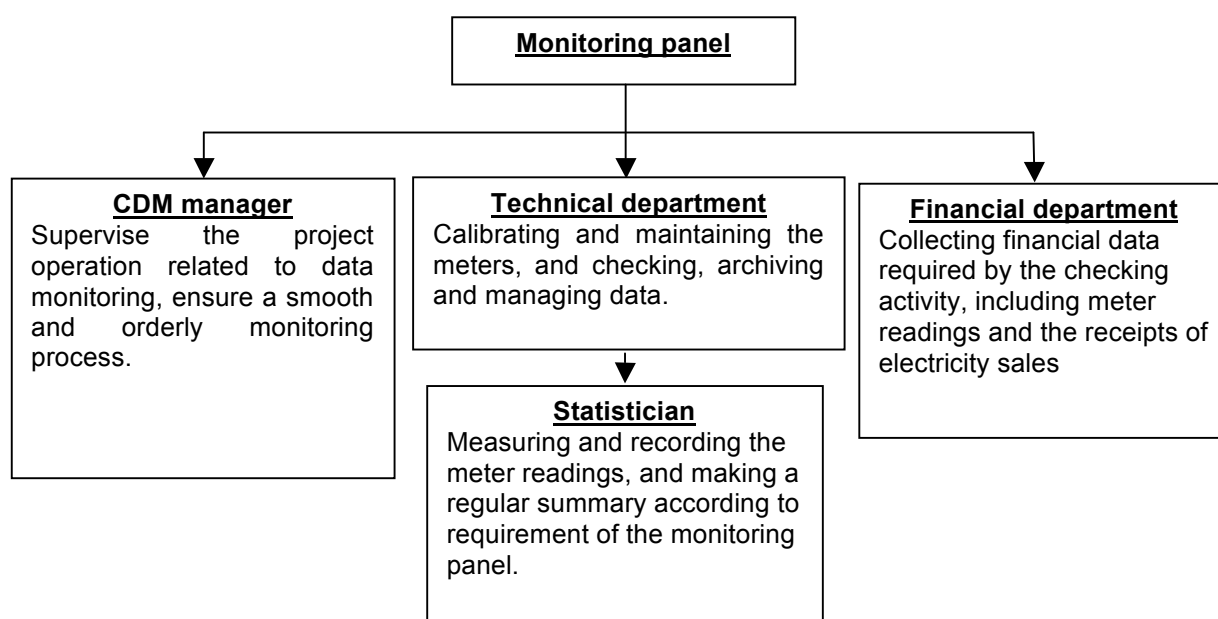 Monitoring panel
CDM manager
Supervise the project
operation related to data
monitoring, ensure a smooth
and orderly monitoring
process.
Technical department
Calibrating and maintaining the
meters, and checking, archiving
and managing data.
Financial department
Collecting financial data
required by the checking
activity, including meter
readings and the receipts of
electricity sales
Statistician
Measuring and recording the
meter readings, and making a
regular summary according to
requirement of the monitoring
panel.